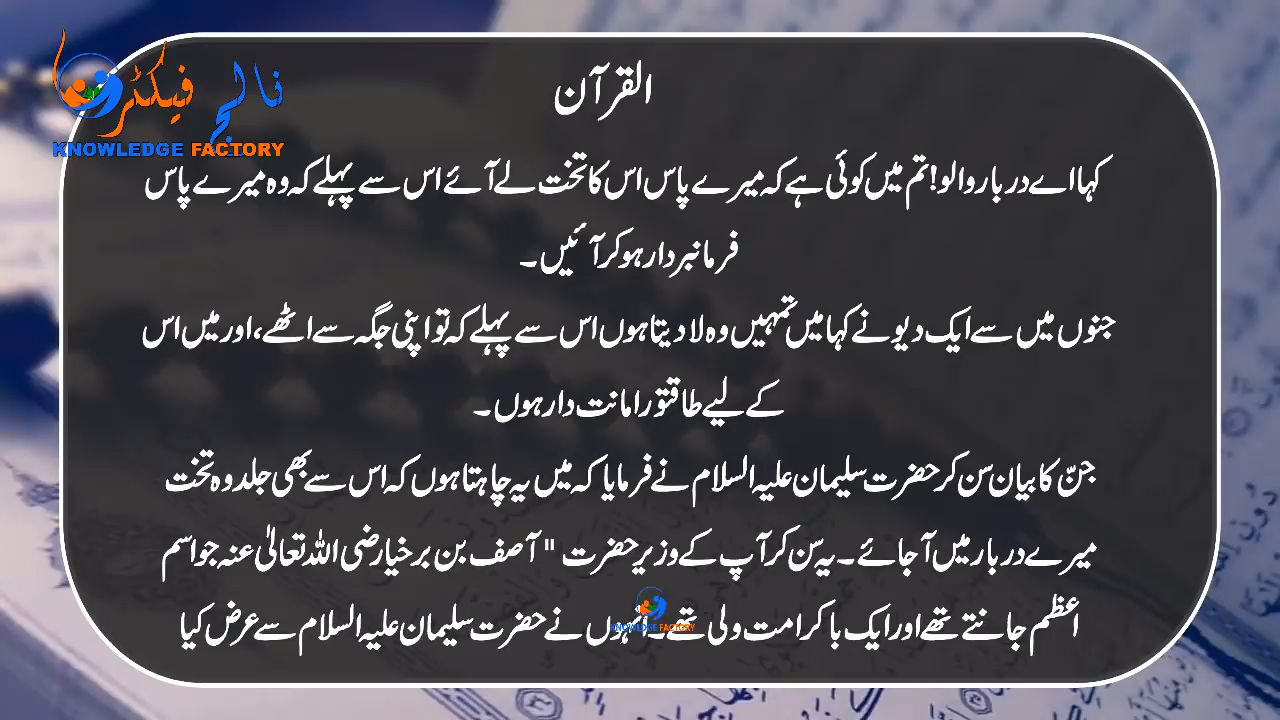 نالج فیکٹری
KNOWLEDGE FACTORY
القرآن
کہا اے دربار والو! تم میں کوئی ہے کہ میرے پاس اس کا تخت لے آئے اس سے پہلے کہ وہ میرے پاس
فرمانبردار ہو کر آئیں۔
جنوں میں سے ایک دیو نے کہا میں تمہیں وہ لا دیتا ہوں اس سے پہلے کہ تو اپنی جگہ سے اٹھے، اور میں اس
کے لیے طاقتور امانت دار ہوں۔
جنّ کا بیان سن کر حضرت سلیمان علیہ السلام نے فرمایا کہ میں یہ چاہتا ہوں کہ اس سے بھی جلد وہ تخت
میرے دربار میں آجائے۔ یہ سن کر آپ کے وزیر حضرت " آصف بن برخیار رضی اللہ تعالیٰ عنہ جو اسم
اعظم جانتے تھے اور ایک باکرامت ولی تھے۔ انہوں نے حضرت سلیمان علیہ السلام سے عرض کیا
KNOWLEDGE FACTORY